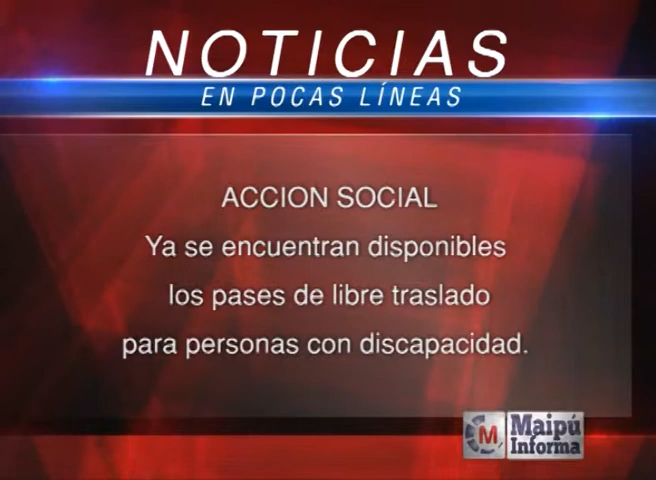 NOTICIAS
EN POCAS LÍNEAS
ACCION SOCIAL
Ya se encuentran disponibles
los pases de libre traslado
para personas con discapacidad.
M
Maipú
Informa